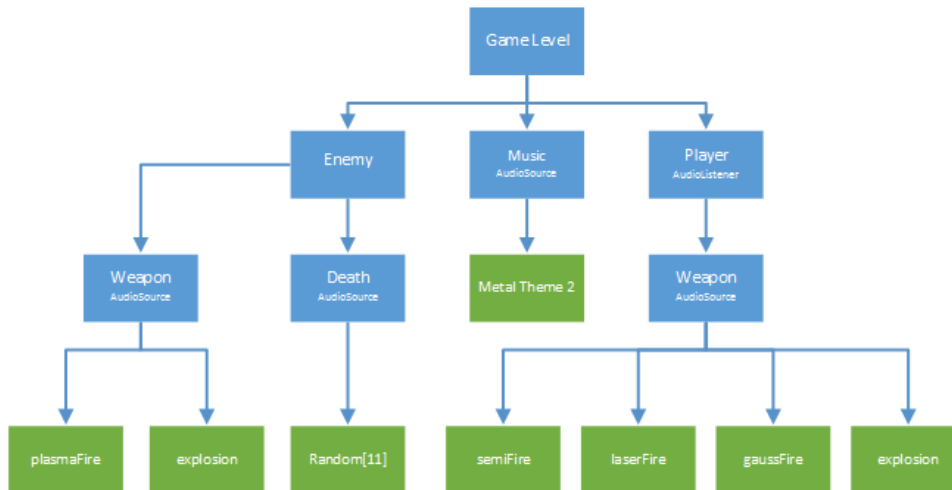 Game Level
Enemy
Music
AudioSource
Player
AudioListener
Weapon
AudioSource
Death
AudioSource
Metal Theme 2
Weapon
AudioSource
plasmaFire
explosion
Random[11]
semiFire
laserFire
gaussFire
explosion